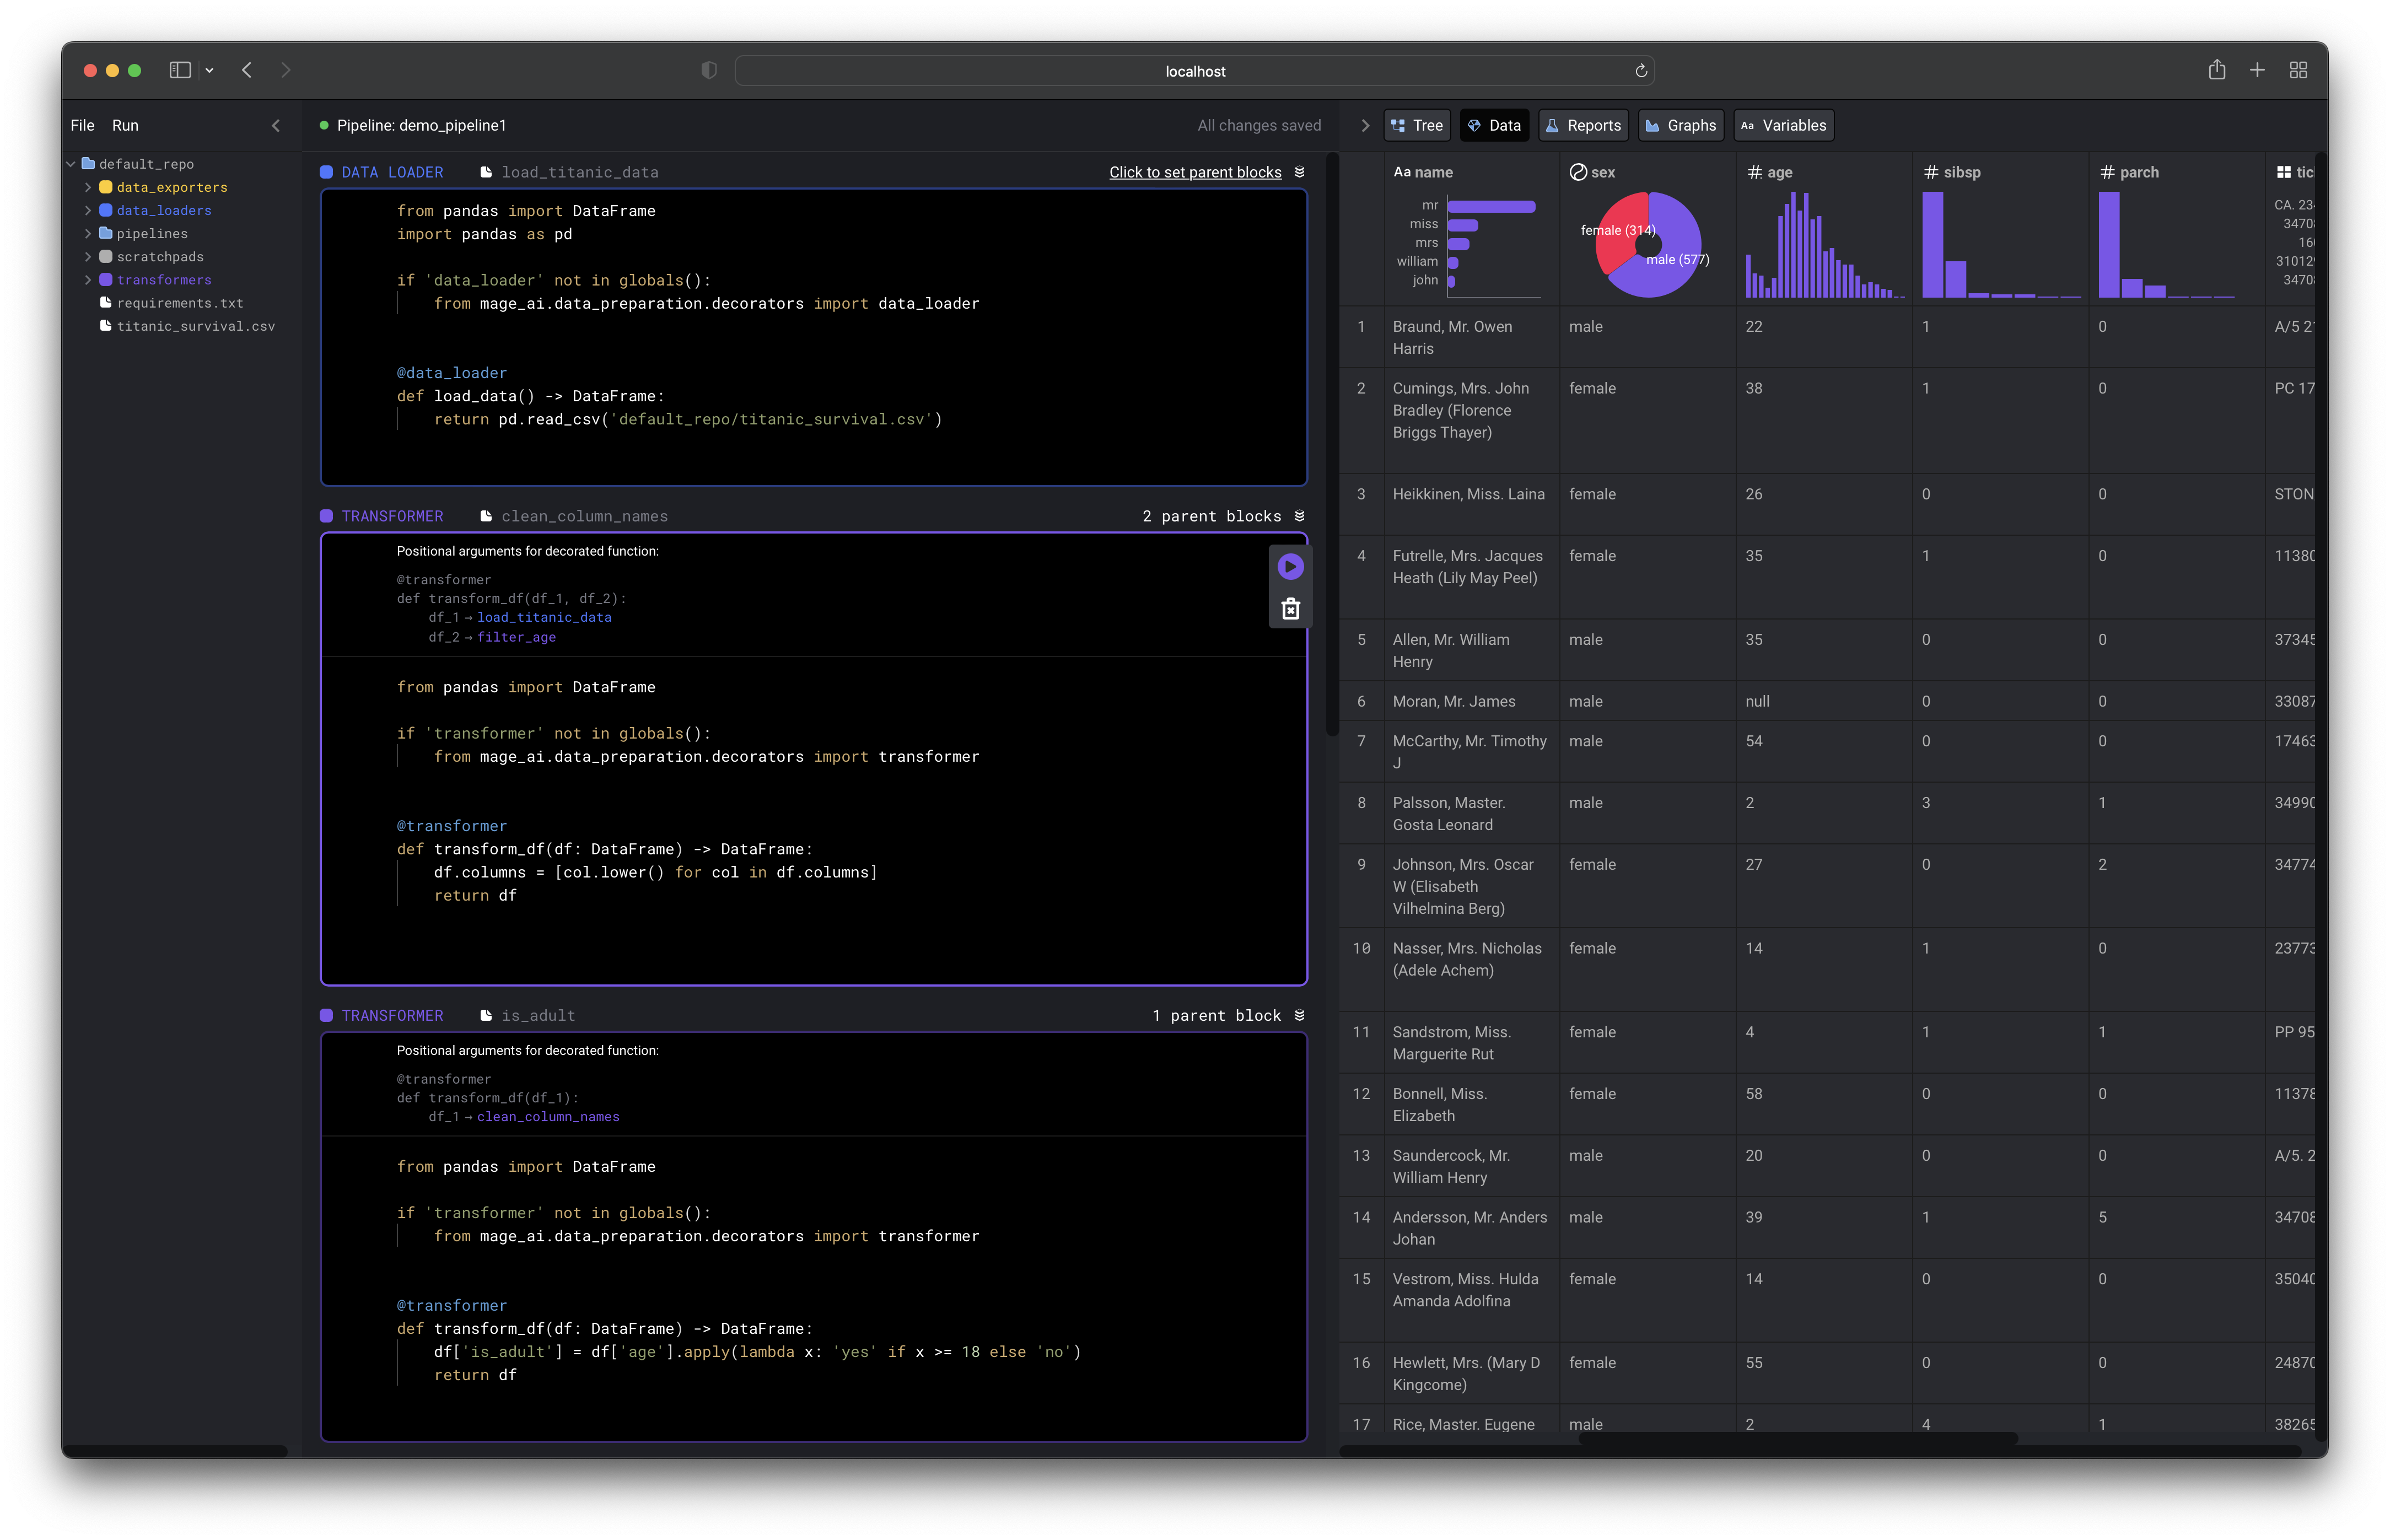 localhost
File Run
default_repo
data_exporters
data_loaders
pipelines
scratchpads
transformers
requirements.txt
titanic_survival.csv
Pipeline: demo_pipeline1 All changes saved
DATA LOADER load_titanic_data Click to set parent blocks
from pandas import DataFrame
import pandas as pd
if 'data_loader' not in globals():
from mage_ai.data_preparation.decorators import data_loader
@data_loader
def load_data() -> DataFrame:
return pd.read_csv('default_repo/titanic_survival.csv')
TRANSFORMER clean_column_names 2 parent blocks
Positional arguments for decorated function:
@transformer
def transform_df(df_1, df_2):
df_1 → load_titanic_data
df_2 → filter_age
from pandas import DataFrame
if 'transformer' not in globals():
from mage_ai.data_preparation.decorators import transformer
@transformer
def transform_df(df: DataFrame) -> DataFrame:
df.columns = [col.lower() for col in df.columns]
return df
TRANSFORMER is_adult 1 parent block
Positional arguments for decorated function:
@transformer
def transform_df(df_1):
df_1 → clean_column_names
from pandas import DataFrame
if 'transformer' not in globals():
from mage_ai.data_preparation.decorators import transformer
@transformer
def transform_df(df: DataFrame) -> DataFrame:
df['is_adult'] = df['age'].apply(lambda x: 'yes' if x >= 18 else 'no')
return df
Tree Data Reports Graphs Aa Variables
Aa name sex # age # sibsp # parch
mr
miss
mrs
william
john
female (314)
male (577)
1 Braund, Mr. Owen male 22 1 0
Harris
2 Cumings, Mrs. John female 38 1 0 PC 17
Bradley (Florence
Briggs Thayer)
3 Heikkinen, Miss. Laina female 26 0 0 STON
4 Futrelle, Mrs. Jacques female 35 1 0 11380
Heath (Lily May Peel)
5 Allen, Mr. William male 35 0 0 37345
Henry
6 Moran, Mr. James male null 0 0 33087
7 McCarthy, Mr. Timothy male 54 0 0 17463
J
8 Palsson, Master. male 2 3 1 34990
Gosta Leonard
9 Johnson, Mrs. Oscar female 27 0 2 34774
W (Elisabeth
Vilhelmina Berg)
10 Nasser, Mrs. Nicholas female 14 1 0 23773
(Adele Achem)
11 Sandstrom, Miss. female 4 1 1 PP 95
Marguerite Rut
12 Bonnell, Miss. female 58 0 0 11378
Elizabeth
13 Saundercock, Mr. male 20 0 0 A/5. 2
William Henry
14 Andersson, Mr. Anders male 39 1 5 34708
Johan
15 Vestrom, Miss. Hulda female 14 0 0 35040
Amanda Adolfina
16 Hewlett, Mrs. (Mary D female 55 0 0 24870
Kingcome)
17 Rice, Master. Eugene male 2 4 1 38265